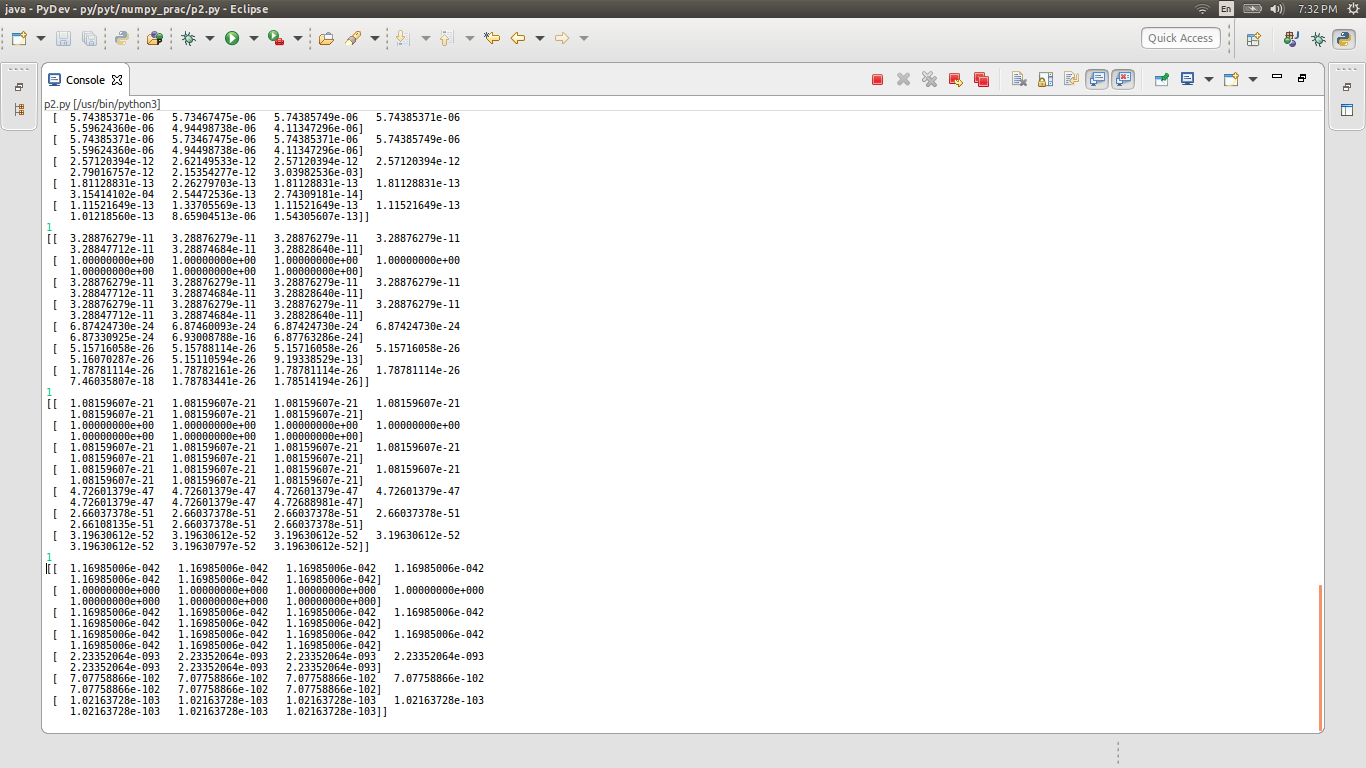 java - PyDev - py/pyt/numpy_prac/p2.py - Eclipse
En
7:32 PM
Quick Access
Console
p2.py [/usr/bin/python3]
[ 5.74385371e-06 5.73467475e-06 5.74385749e-06 5.74385371e-06
5.59624360e-06 4.94498738e-06 4.11347296e-06]
[ 5.74385371e-06 5.73467475e-06 5.74385371e-06 5.74385749e-06
5.59624360e-06 4.94498738e-06 4.11347296e-06]
[ 2.57120394e-12 2.62149533e-12 2.57120394e-12 2.57120394e-12
2.79016757e-12 2.15354277e-12 3.03982536e-03]
[ 1.81128831e-13 2.26279703e-13 1.81128831e-13 1.81128831e-13
3.15414102e-04 2.54472536e-13 2.74309181e-14]
[ 1.11521649e-13 1.33705569e-13 1.11521649e-13 1.11521649e-13
1.01218560e-13 8.65904513e-06 1.54305607e-13]]
1
[[ 3.28876279e-11 3.28876279e-11 3.28876279e-11 3.28876279e-11
3.28847712e-11 3.28874684e-11 3.28828640e-11]
[ 1.00000000e+00 1.00000000e+00 1.00000000e+00 1.00000000e+00
1.00000000e+00 1.00000000e+00 1.00000000e+00]
[ 3.28876279e-11 3.28876279e-11 3.28876279e-11 3.28876279e-11
3.28847712e-11 3.28874684e-11 3.28828640e-11]
[ 3.28876279e-11 3.28876279e-11 3.28876279e-11 3.28876279e-11
3.28847712e-11 3.28874684e-11 3.28828640e-11]
[ 6.87424730e-24 6.87460093e-24 6.87424730e-24 6.87424730e-24
6.87330925e-24 6.93008788e-16 6.87763286e-24]
[ 5.15716058e-26 5.15788114e-26 5.15716058e-26 5.15716058e-26
5.16070287e-26 5.15110594e-26 9.19338529e-13]
[ 1.78781114e-26 1.78782161e-26 1.78781114e-26 1.78781114e-26
7.46035807e-18 1.78783441e-26 1.78514194e-26]]
1
[[ 1.08159607e-21 1.08159607e-21 1.08159607e-21 1.08159607e-21
1.08159607e-21 1.08159607e-21 1.08159607e-21]
[ 1.00000000e+00 1.00000000e+00 1.00000000e+00 1.00000000e+00
1.00000000e+00 1.00000000e+00 1.00000000e+00]
[ 1.08159607e-21 1.08159607e-21 1.08159607e-21 1.08159607e-21
1.08159607e-21 1.08159607e-21 1.08159607e-21]
[ 1.08159607e-21 1.08159607e-21 1.08159607e-21 1.08159607e-21
1.08159607e-21 1.08159607e-21 1.08159607e-21]
[ 4.72601379e-47 4.72601379e-47 4.72601379e-47 4.72601379e-47
4.72601379e-47 4.72601379e-47 4.72688981e-47]
[ 2.66037378e-51 2.66037378e-51 2.66037378e-51 2.66037378e-51
2.66108135e-51 2.66037378e-51 2.66037378e-51]
[ 3.19630612e-52 3.19630612e-52 3.19630612e-52 3.19630612e-52
3.19630612e-52 3.19630797e-52 3.19630612e-52]]
1
[[ 1.16985006e-042 1.16985006e-042 1.16985006e-042 1.16985006e-042
1.16985006e-042 1.16985006e-042 1.16985006e-042]
[ 1.00000000e+000 1.00000000e+000 1.00000000e+000 1.00000000e+000
1.00000000e+000 1.00000000e+000 1.00000000e+000]
[ 1.16985006e-042 1.16985006e-042 1.16985006e-042 1.16985006e-042
1.16985006e-042 1.16985006e-042 1.16985006e-042]
[ 1.16985006e-042 1.16985006e-042 1.16985006e-042 1.16985006e-042
1.16985006e-042 1.16985006e-042 1.16985006e-042]
[ 2.23352064e-093 2.23352064e-093 2.23352064e-093 2.23352064e-093
2.23352064e-093 2.23352064e-093 2.23352064e-093]
[ 7.07758866e-102 7.07758866e-102 7.07758866e-102 7.07758866e-102
7.07758866e-102 7.07758866e-102 7.07758866e-102]
[ 1.02163728e-103 1.02163728e-103 1.02163728e-103 1.02163728e-103
1.02163728e-103 1.02163728e-103 1.02163728e-103]]